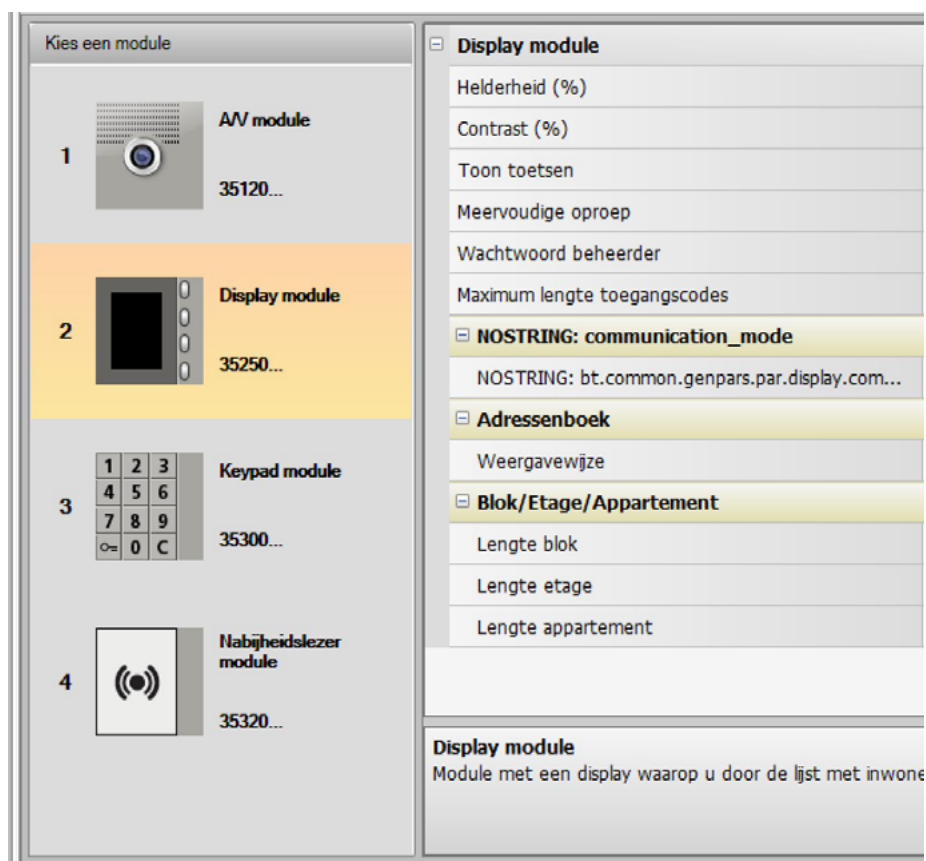 Kies een module
1
A/V module
35120...
2
Display module
35250...
3
1 2 3
4 5 6
7 8 9
0 C
Keypad module
35300...
4
Nabijheidslezer
module
35320...
Display module
Helderheid (%)
Contrast (%)
Toon toetsen
Meervoudige oproep
Wachtwoord beheerder
Maximum lengte toegangscodes
NOSTRING: communication_mode
NOSTRING: bt.common.genpars.par.display.com...
Adressenboek
Weergavewijze
Blok/Etage/Appartement
Lengte blok
Lengte etage
Lengte appartement
Display module
Module met een display waarop u door de lijst met inwone